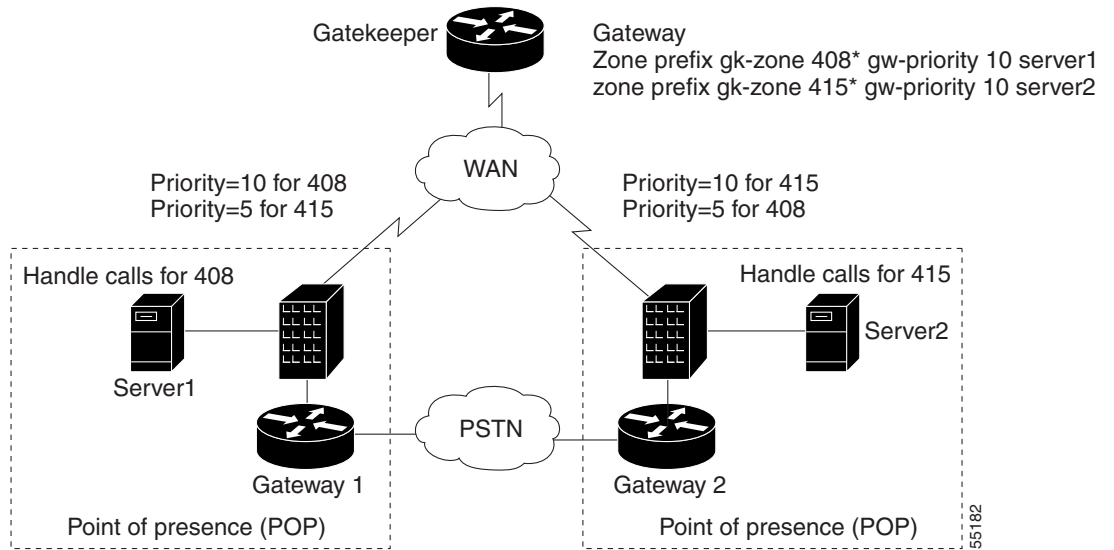 Gatekeeper
Gateway
Zone prefix gk-zone 408* gw-priority 10 server1
zone prefix gk-zone 415* gw-priority 10 server2
WAN
Priority=10 for 408
Priority=5 for 415
Priority=10 for 415
Priority=5 for 408
Handle calls for 408
Server1
Gateway 1
Point of presence (POP)
PSTN
Handle calls for 415
Server2
Gateway 2
Point of presence (POP)
55182